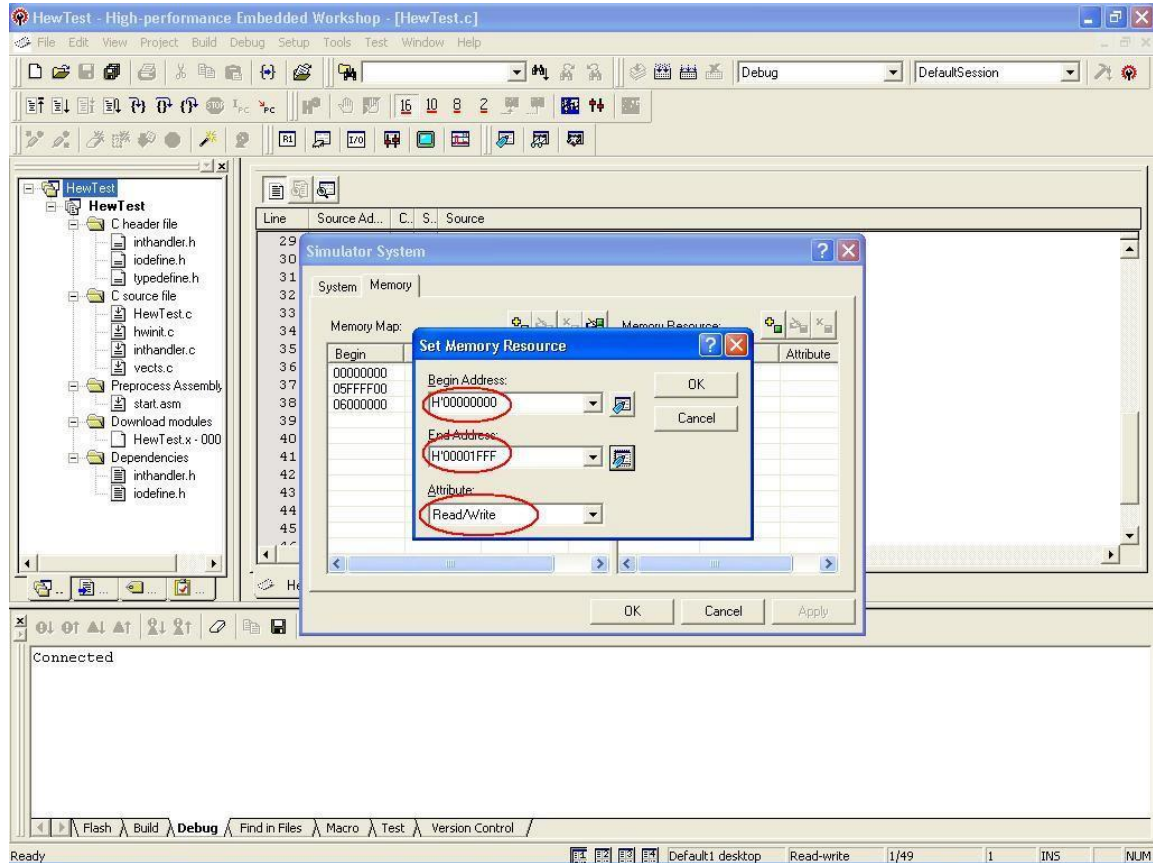 HewTest - High-performance Embedded Workshop - [HewTest.c]
File Edit View Project Build Debug Setup Tools Test Window Help
Debug DefaultSession
16 10 8 2
R1 I/O
HewTest
HewTest
C header file
inthandler.h
iodefine.h
typedefine.h
C source file
HewTest.c
hwinit.c
inthandler.c
vects.c
Preprocess Assembly
start.asm
Download modules
HewTest.x - 000
Dependencies
inthandler.h
iodefine.h
Line Source Ad... C.. S.. Source
29
30
31
32
33
34
35
36
37
38
39
40
41
42
43
44
45
Simulator System
System Memory
Memory Map: Memory Resource:
Begin Attribute
00000000
05FFFF00
06000000
Set Memory Resource
Begin Address:
H'00000000
End Address:
H'00001FFF
Attribute:
Read/Write
OK
Cancel
OK Cancel Apply
Connected
Flash Build Debug Find in Files Macro Test Version Control
Ready Default1 desktop Read-write 1/49 1 INS NUM